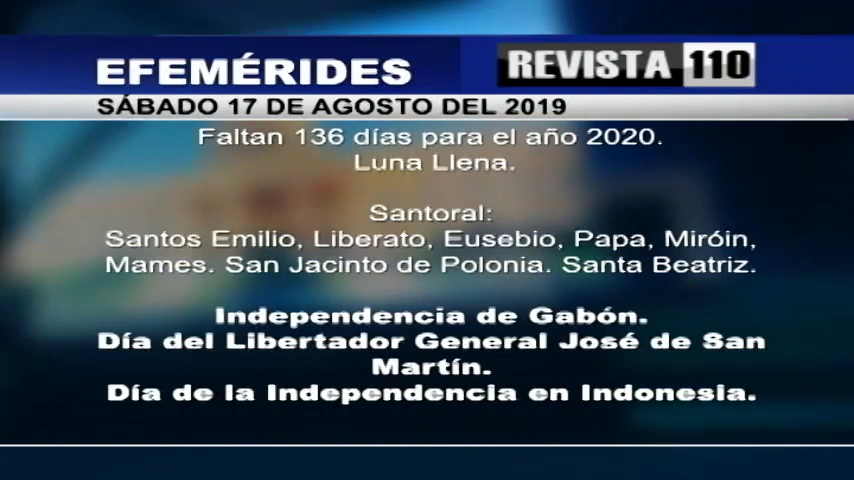 EFEMÉRIDES
REVISTA 110
SÁBADO 17 DE AGOSTO DEL 2019
Faltan 136 días para el año 2020.
Luna Llena.
Santoral:
Santos Emilio, Liberato, Eusebio, Papa, Miróin,
Mames. San Jacinto de Polonia. Santa Beatriz.
Independencia de Gabón.
Día del Libertador General José de San
Martín.
Día de la Independencia en Indonesia.